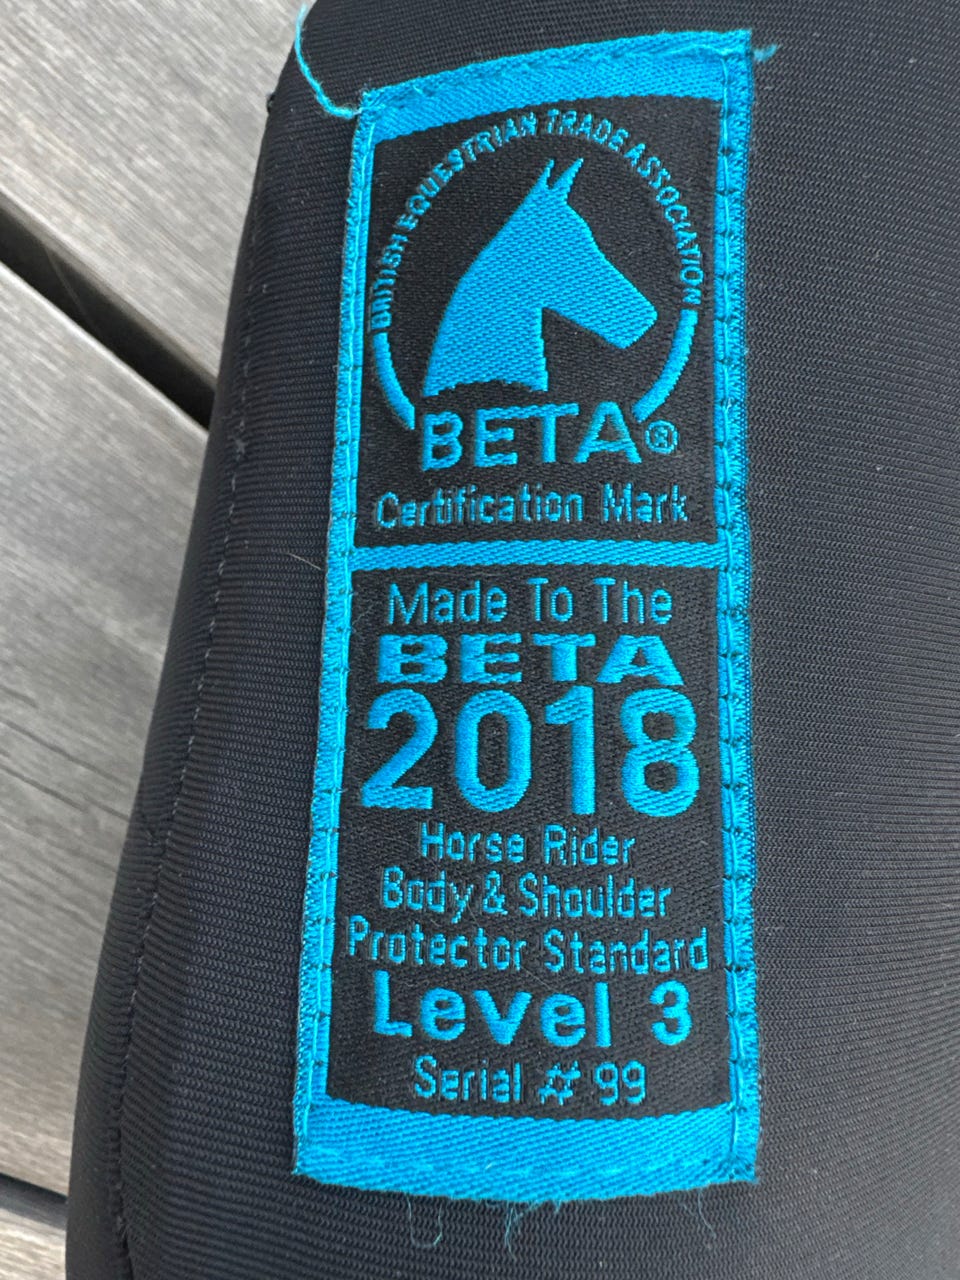 BRITISH EQUESTRIAN TRADE ASSOCIATION
BETA®
Certification Mark
Made To The
BETA
2018
Horse Rider
Body & Shoulder
Protector Standard
Level 3
Serial # 99